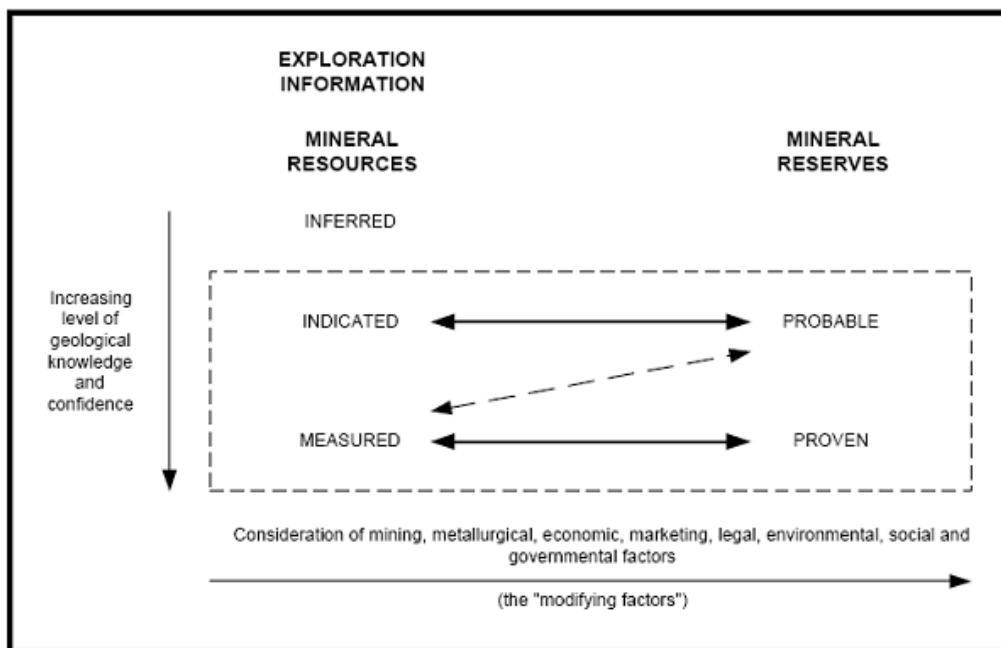 EXPLORATION
INFORMATION
MINERAL
RESOURCES
MINERAL
RESERVES
INFERRED
Increasing
level of
geological
knowledge
and
confidence
INDICATED
PROBABLE
MEASURED
PROVEN
Consideration of mining, metallurgical, economic, marketing, legal, environmental, social and
governmental factors
(the "modifying factors")